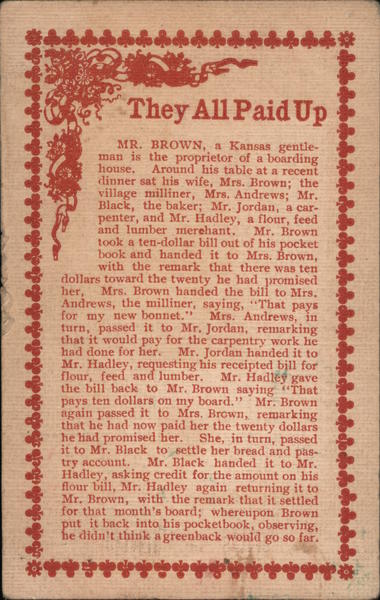 They All Paid Up
MR. BROWN, a Kansas gentle-
man is the proprietor of a boarding
house. Around his table at a recent
dinner sat his wife, Mrs. Brown; the
village milliner, Mrs. Andrews; Mr.
Black, the baker; Mr. Jordan, a car-
penter, and Mr. Hadley, a flour, feed
and lumber merchant. Mr. Brown
took a ten-dollar bill out of his pocket
book and handed it to Mrs. Brown,
with the remark that there was ten
dollars toward the twenty he had promised
her, Mrs. Brown handed the bill to Mrs.
Andrews, the milliner, saying, "That pays
for my new bonnet." Mrs. Andrews, in
turn, passed it to Mr. Jordan, remarking
that it would pay for the carpentry work he
had done for her. Mr. Jordan handed it to
Mr. Hadley, requesting his receipted bill for
flour, feed and lumber. Mr. Hadley gave
the bill back to Mr. Brown saying "That
pays ten dollars on my board." Mr. Brown
again passed it to Mrs. Brown, remarking
that he had now paid her the twenty dollars
he had promised her. She, in turn, passed
it to Mr. Black to settle her bread and pas-
try account. Mr. Black handed it to Mr.
Hadley, asking credit for the amount on his
flour bill, Mr. Hadley again returning it to
Mr. Brown, with the remark that it settled
for that month's board; whereupon Brown
put it back into his pocketbook, observing,
he didn't think a greenback would go so far.